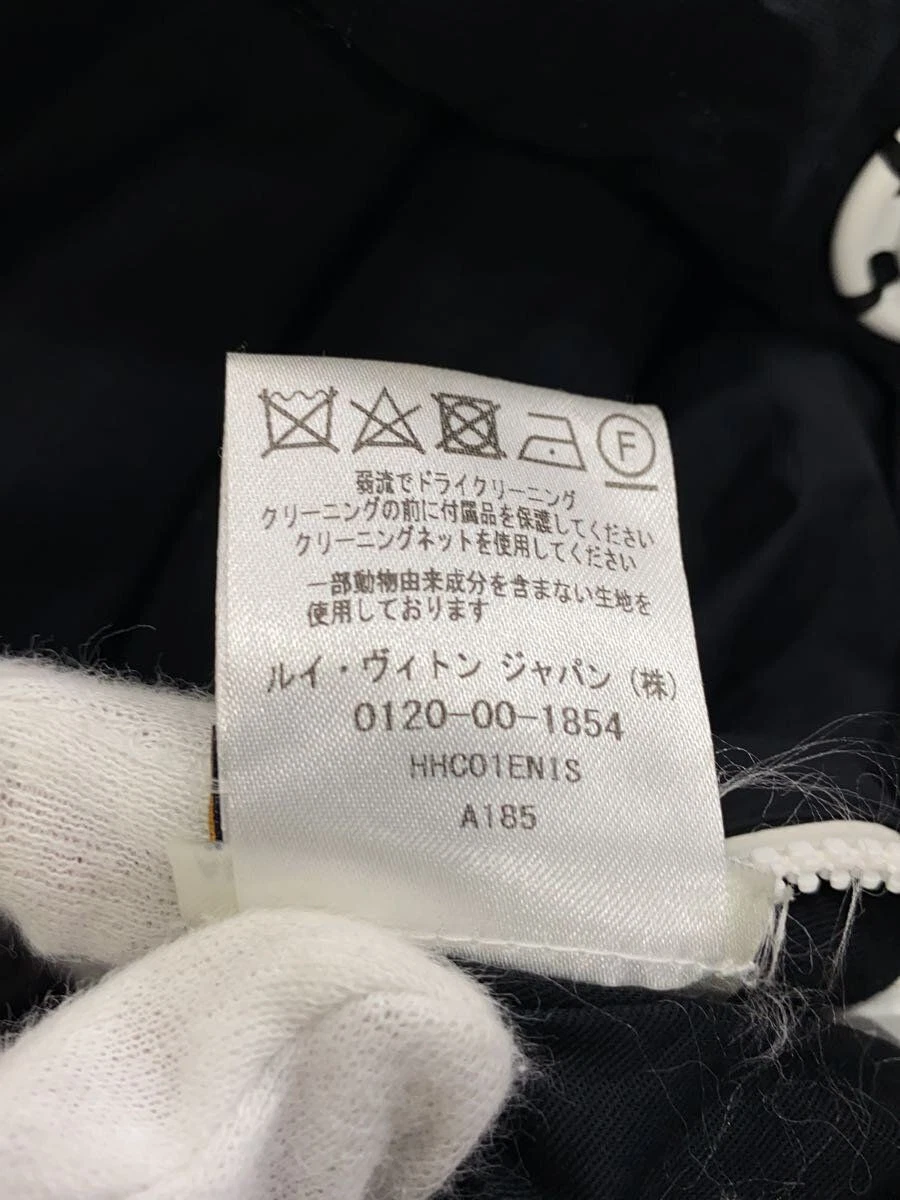 F
弱流でドライクリーニング
クリーニングの前に付属品を保護してください
クリーニングネットを使用してください
一部動物由来成分を含まない生地を
使用しております
ルイ・ヴィトン ジャパン (株)
0120-00-1854
HHC01ENIS
A185